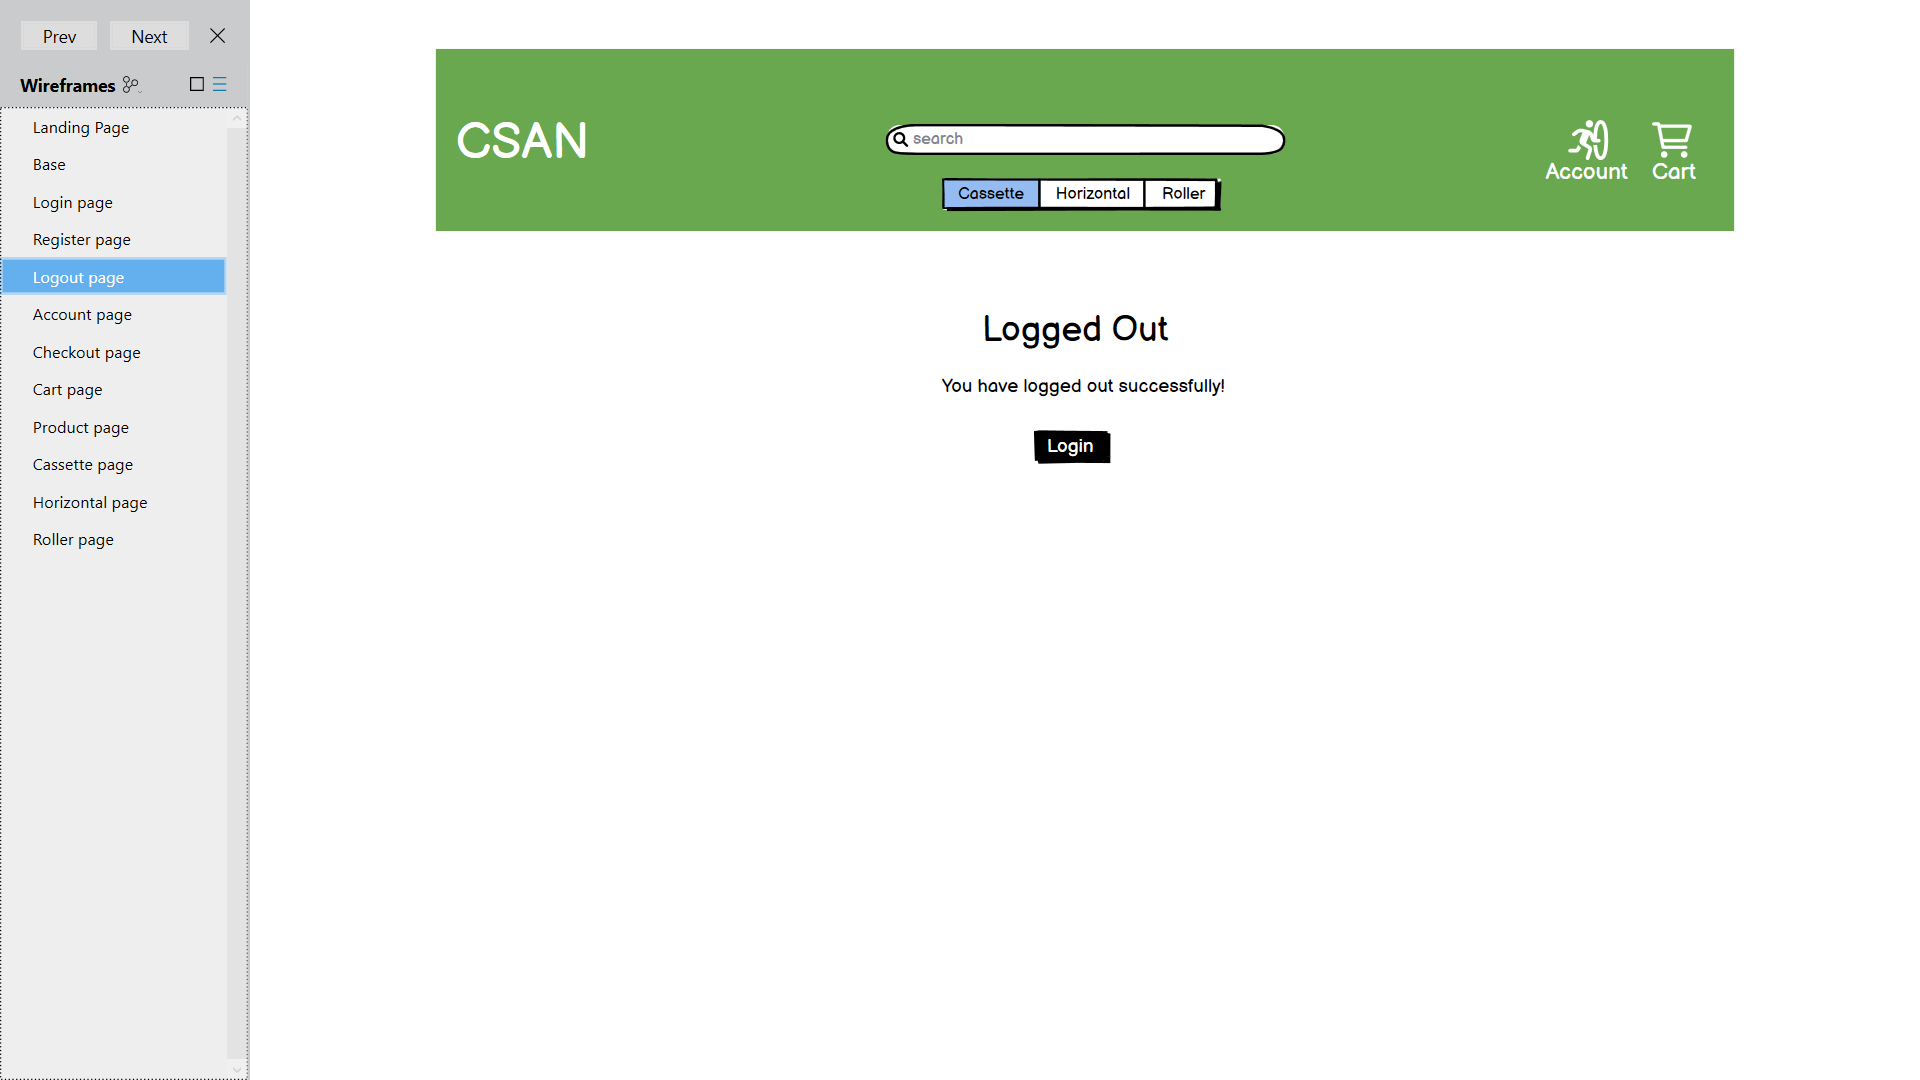 Prev Next
Wireframes
Landing Page
Base
Login page
Register page
Logout page
Account page
Checkout page
Cart page
Product page
Cassette page
Horizontal page
Roller page
CSAN
search
Cassette Horizontal Roller
Account Cart
Logged Out
You have logged out successfully!
Login